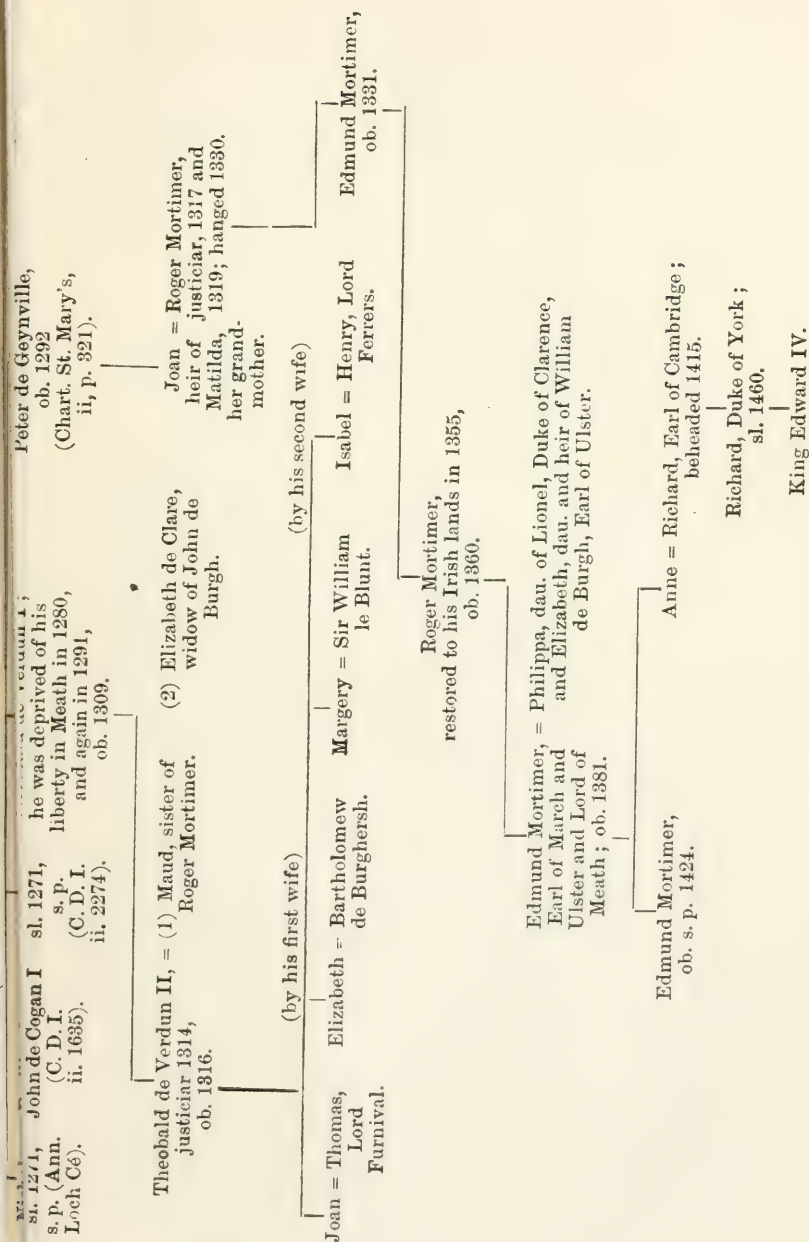 sl. 1271,
s. p. (Ann.
Loch Cé).
John de Cogan I
(C. D. I.
ii. 1635).
sl. 1271,
s. p.
(C. D. I.
ii. 2274).
he was deprived of his
liberty in Meath in 1280,
and again in 1291,
ob. 1309.
Peter de Geynville,
ob. 1292
(Chart. St. Mary's,
ii, p. 321).
Theobald de Verdun II, = (1) Maud, sister of
justiciar 1314,
ob. 1316.
Roger Mortimer.
(2) Elizabeth de Clare,
widow of John de
Burgh.
Joan = Roger Mortimer,
heir of justiciar, 1317 and
Matilda, 1319; hanged 1330.
her grand-
mother.
(by his first wife)
(by his second wife)
Joan = Thomas,
Lord
Furnival.
Elizabeth = Bartholomew
de Burghersh.
Margery = Sir William
le Blunt.
Isabel = Henry, Lord
Ferrers.
Edmund Mortimer,
ob. 1331.
Roger Mortimer,
restored to his Irish lands in 1355,
ob. 1360.
Edmund Mortimer, = Philippa, dau. of Lionel, Duke of Clarence,
Earl of March and and Elizabeth, dau. and heir of William
Ulster and Lord of de Burgh, Earl of Ulster.
Meath; ob. 1381.
Edmund Mortimer,
ob. s. p. 1424.
Anne = Richard, Earl of Cambridge;
beheaded 1415.
Richard, Duke of York;
sl. 1460.
King Edward IV.